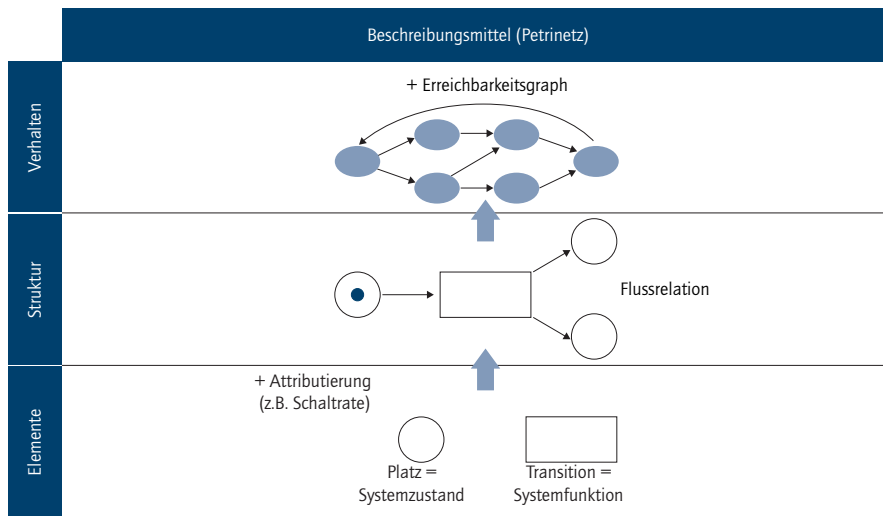 Beschreibungsmittel (Petrinetz)
Verhalten
+ Erreichbarkeitsgraph
Struktur
Flussrelation
Elemente
+ Attributierung
(z.B. Schaltrate)
Platz =
Systemzustand
Transition =
Systemfunktion